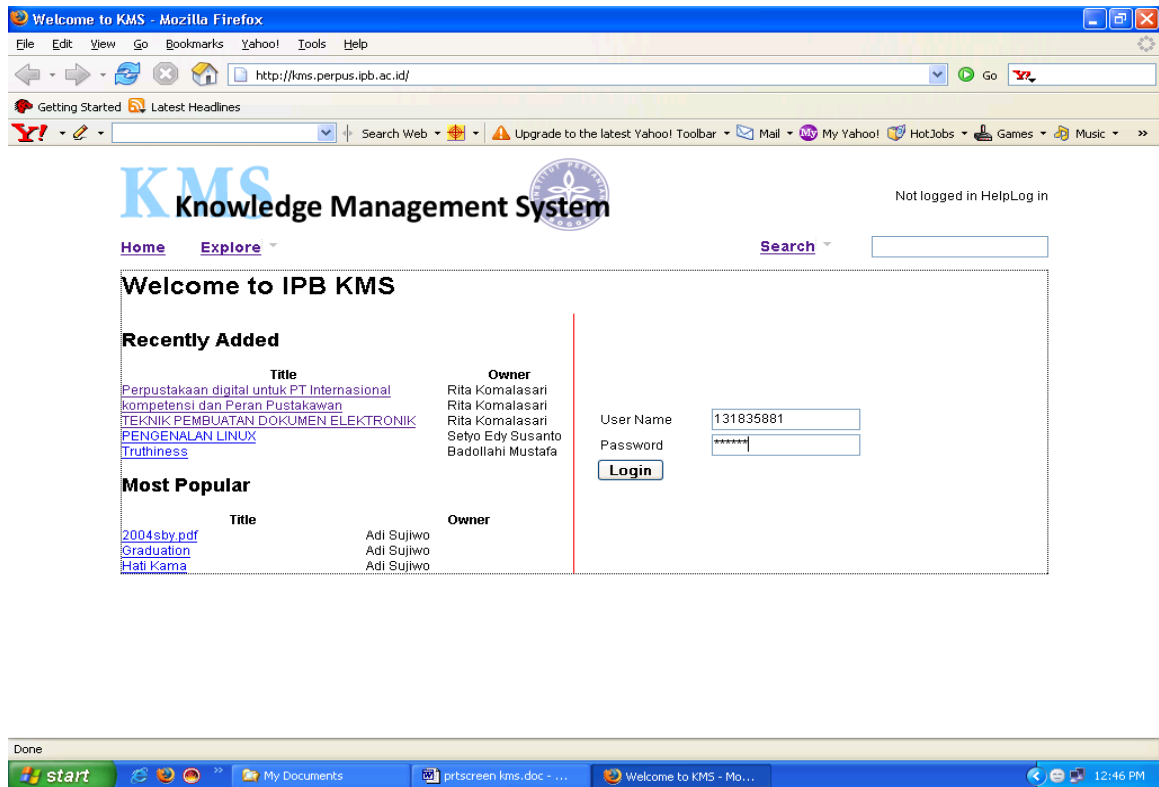 Welcome to KMS - Mozilla Firefox
File Edit View Go Bookmarks Yahoo! Tools Help
http://kms.perpus.ipb.ac.id/ Go Y!
Getting Started Latest Headlines
Y! Search Web Upgrade to the latest Yahoo! Toolbar Mail My My Yahoo! HotJobs Games Music »
KMS
Knowledge Management System
INSTITUT PERTANIAN BOGOR
Not logged in HelpLog in
Home Explore Search
Welcome to IPB KMS
Recently Added
Title Owner
Perpustakaan digital untuk PT Internasional Rita Komalasari
kompetensi dan Peran Pustakawan Rita Komalasari
TEKNIK PEMBUATAN DOKUMEN ELEKTRONIK Rita Komalasari
PENGENALAN LINUX Setyo Edy Susanto
Truthiness Badollahi Mustafa
User Name 131835881
Password ******
Login
Most Popular
Title Owner
2004sby.pdf Adi Sujiwo
Graduation Adi Sujiwo
Hati Kama Adi Sujiwo
Done
start » My Documents prtscreen kms.doc - ... Welcome to KMS - Mo... 12:46 PM